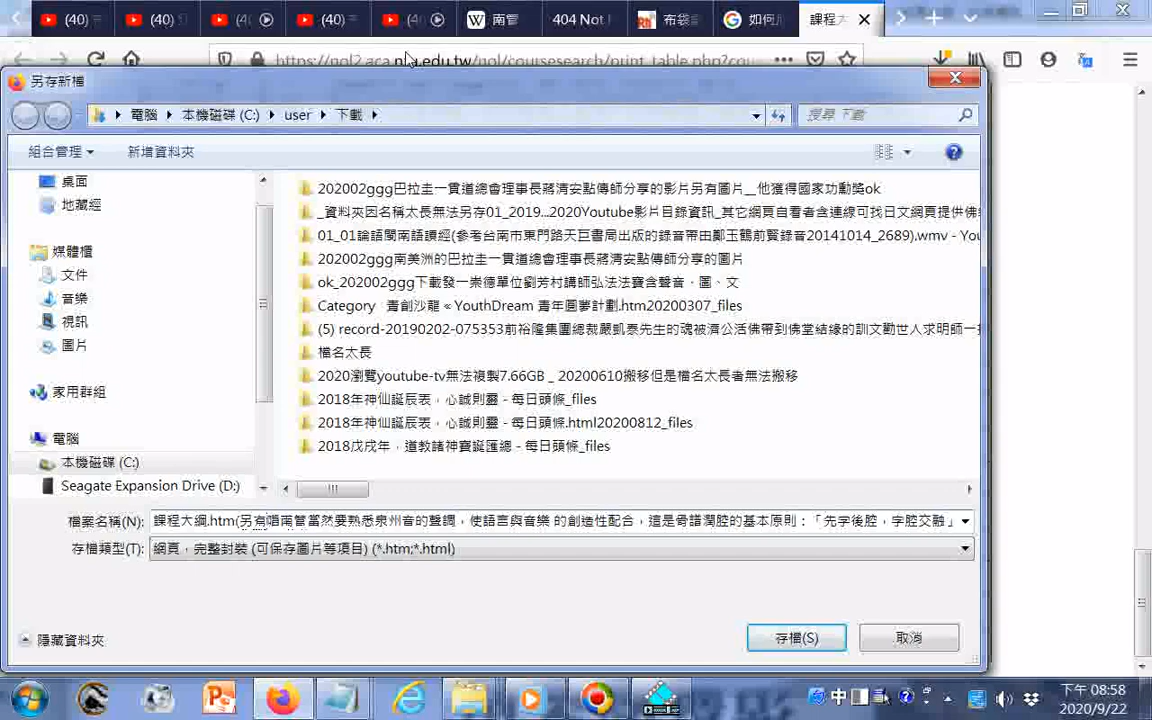 (40)
(40)
(40
(40) =
(40
南管
404 Not
布袋
如何
課程大
https://nol2.aca.ntu.edu.tw/nol/coursesearch/print_table.php?cou
另存新檔
電腦 本機磁碟 (C:) user 下載
搜尋 下載
組合管理 新增資料夾
桌面
地藏經
媒體櫃
文件
音樂
視訊
圖片
家用群組
電腦
本機磁碟 (C:)
Seagate Expansion Drive (D:)
202002ggg巴拉圭一貫道總會理事長蔣清安點傳師分享的影片另有圖片__他獲得國家功勳獎ok
_資料夾因名稱太長無法另存01_2019...2020Youtube影片目錄資訊_其它網頁自看者含連線可找日文網頁提供佛
01_01論語閩南語讀經(參考台南市東門路天巨書局出版的錄音帶由鄭玉鶴前賢錄音20141014_2689).wmv - You
202002ggg南美洲的巴拉圭一貫道總會理事長蔣清安點傳師分享的圖片
ok_202002ggg下載發一崇德單位劉芳村講師弘法法寶含聲音、圖、文
Category 青創沙龍 « YouthDream 青年圓夢計劃.htm20200307_files
(5) record-20190202-075353前裕隆集團總裁嚴凱泰先生的魂被濟公活佛帶到佛堂結緣的訓文勸世人求明師一
檔名太長
2020瀏覽youtube-tv無法複製7.66GB _ 20200610搬移但是檔名太長者無法搬移
2018年神仙誕辰表，心誠則靈 - 每日頭條_files
2018年神仙誕辰表，心誠則靈 - 每日頭條.html20200812_files
2018戊戌年，道教諸神寶誕匯總 - 每日頭條_files
檔案名稱(N): 課程大綱.htm(另有唱南管當然要熟悉泉州音的聲調，使語言與音樂 的創造性配合，這是骨譜潤腔的基本原則：「先字後腔，字腔交融」
存檔類型(T): 網頁，完整封裝 (可保存圖片等項目) (*.htm;*.html)
隱藏資料夾
存檔(S) 取消
中
下午 08:58
2020/9/22